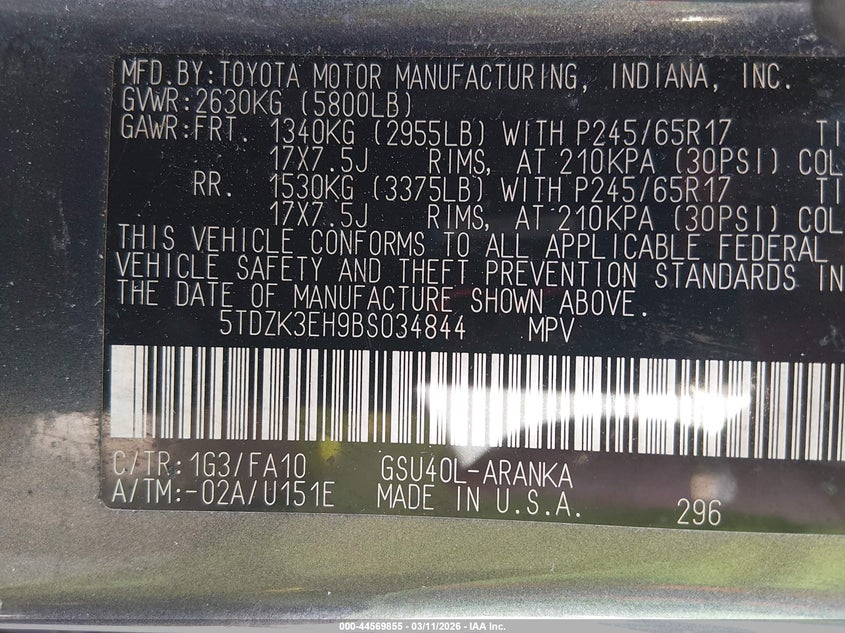 MFD.BY:TOYOTA MOTOR MANUFACTURING, INDIANA, INC.
GVWR:2630KG (5800LB)
GAWR:FRT. 1340KG (2955LB) WITH P245/65R17 TI
17X7.5J RIMS, AT 210KPA (30PSI) COL
RR. 1530KG (3375LB) WITH P245/65R17 TI
17X7.5J RIMS, AT 210KPA (30PSI) COL
THIS VEHICLE CONFORMS TO ALL APPLICABLE FEDERAL
VEHICLE SAFETY AND THEFT PREVENTION STANDARDS IN
THE DATE OF MANUFACTURE SHOWN ABOVE.
5TDZK3EH9BS034844 MPV
C/TR:1G3/FA10 GSU40L-ARANKA
A/TM:-02A/U151E MADE IN U.S.A. 296
000-44569855 - 03/11/2026 - IAA Inc.